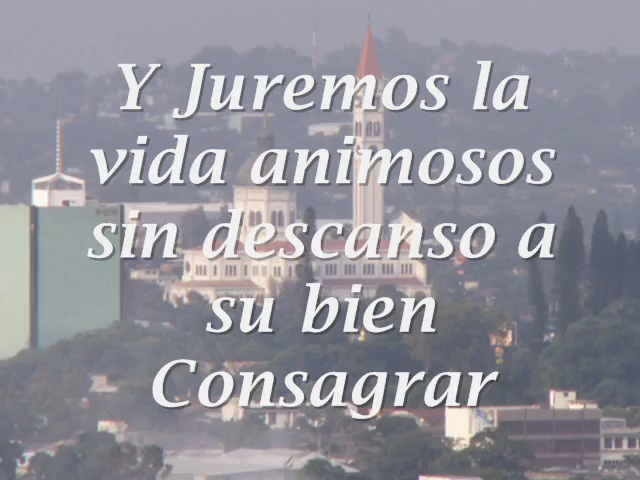 Y Juremos la
vida animosos
sin descanso a
su bien
Consagrar